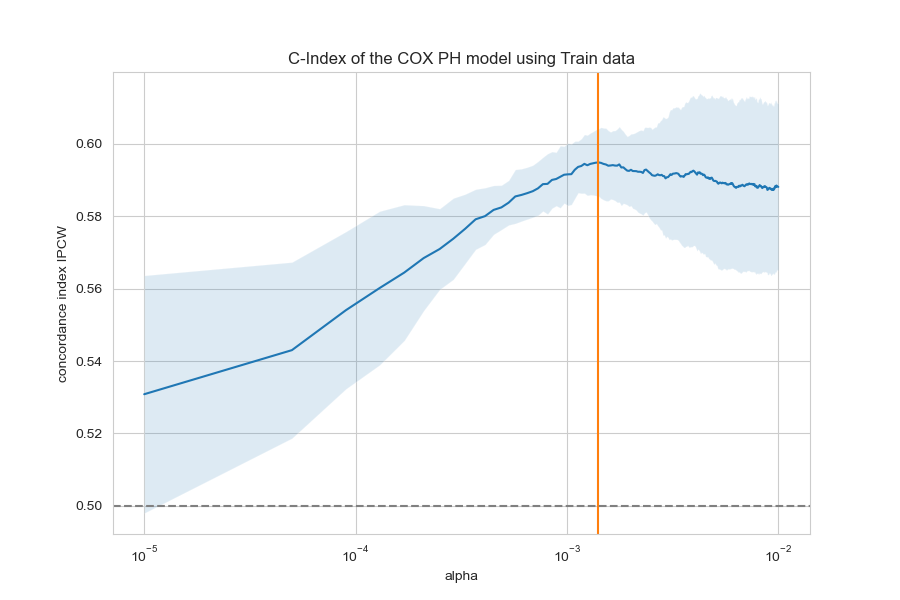 C-Index of the COX PH model using Train data
concordance index IPCW
0.60
0.58
0.56
0.54
0.52
0.50
10⁻⁵ 10⁻⁴ 10⁻³ 10⁻²
alpha